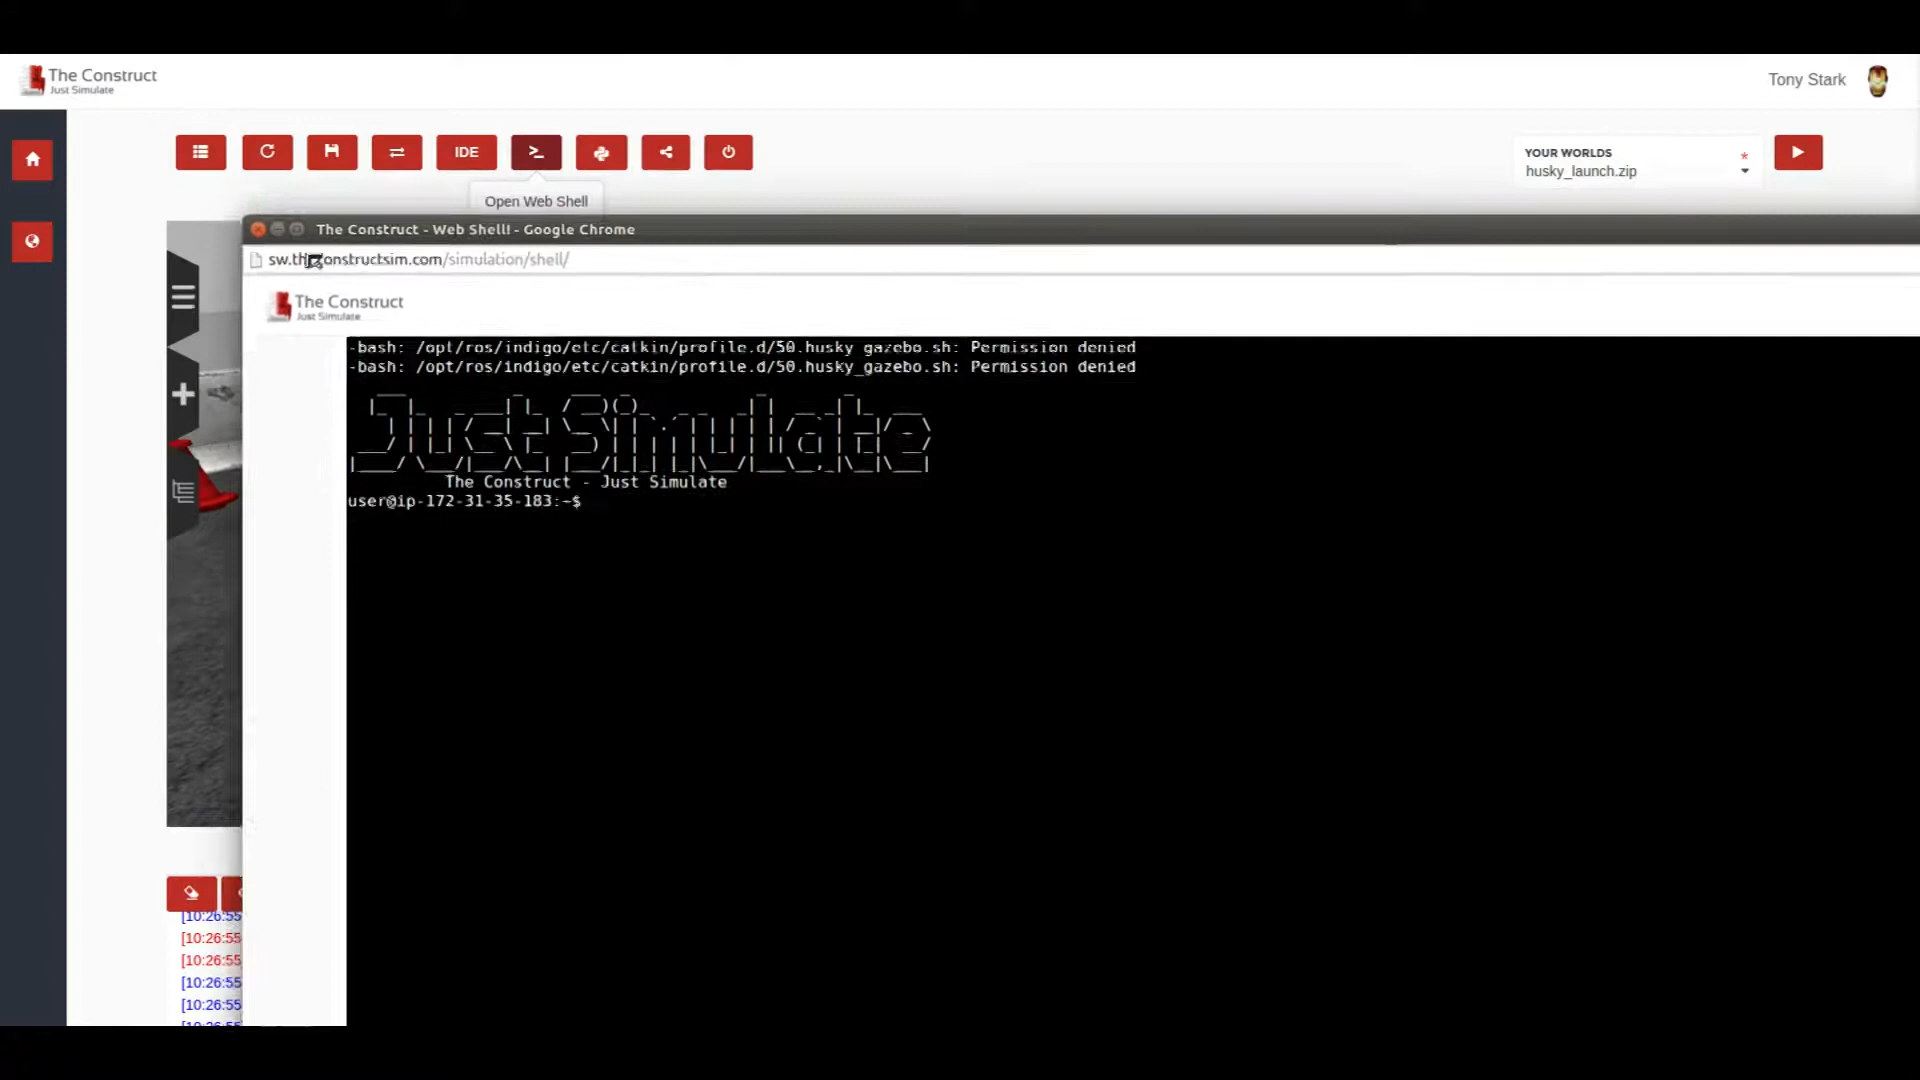 The Construct
Just Simulate
Tony Stark
IDE
>_
YOUR WORLDS *
husky_launch.zip
Open Web Shell
The Construct - Web Shell! - Google Chrome
constructsim.com/simulation/shell/
The Construct
Just Simulate
-bash: /opt/ros/indigo/etc/catkin/profile.d/50.husky_gazebo.sh: Permission denied
-bash: /opt/ros/indigo/etc/catkin/profile.d/50.husky_gazebo.sh: Permission denied
Just Simulate
The Construct - Just Simulate
user@ip-172-31-35-183:~$
[10:26:55
[10:26:55
[10:26:55
[10:26:55
[10:26:55